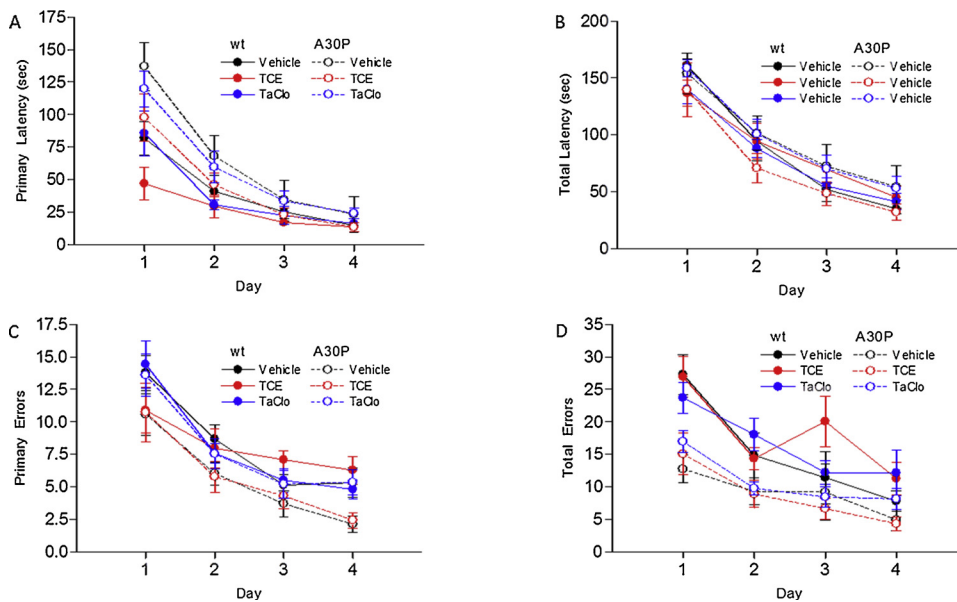 A
Primary Latency (sec)
175
150
125
100
75
50
25
0
wt A30P
Vehicle Vehicle
TCE TCE
TaClo TaClo
1 2 3 4
Day
B
Total Latency (sec)
200
150
100
50
0
wt A30P
Vehicle Vehicle
Vehicle Vehicle
Vehicle Vehicle
1 2 3 4
Day
C
Primary Errors
17.5
15.0
12.5
10.0
7.5
5.0
2.5
0.0
wt A30P
Vehicle Vehicle
TCE TCE
TaClo TaClo
1 2 3 4
Day
D
Total Errors
35
30
25
20
15
10
5
0
wt A30P
Vehicle Vehicle
TCE TCE
TaClo TaClo
1 2 3 4
Day